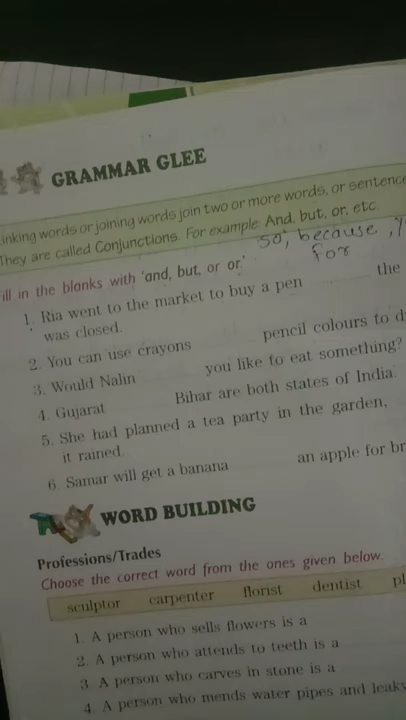 GRAMMAR GLEE
inking words or joining words join two or more words, or sentence
They are called Conjunctions. For example: And, but, or, etc.
so, because,
for
ill in the blanks with 'and, but, or or.'
1. Ria went to the market to buy a pen the
was closed.
2. You can use crayons pencil colours to d
3. Would Nalin you like to eat something?
4. Gujarat Bihar are both states of India.
5. She had planned a tea party in the garden,
it rained.
6. Samar will get a banana an apple for br
WORD BUILDING
Professions/Trades
Choose the correct word from the ones given below.
sculptor carpenter florist dentist pl
1. A person who sells flowers is a
2. A person who attends to teeth is a
3. A person who carves in stone is a
4. A person who mends water pipes and leaky